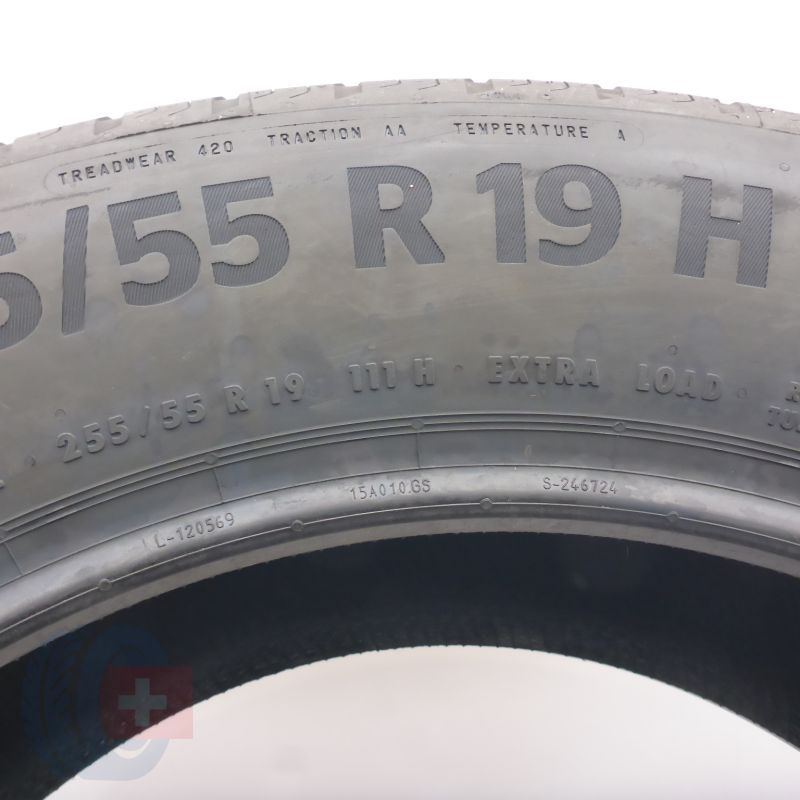 TREADWEAR 420 TRACTION AA TEMPERATURE A
5/55 R 19 H
255/55 R 19 111 H · EXTRA LOAD ·
L-120569 15A010.GS S-246724